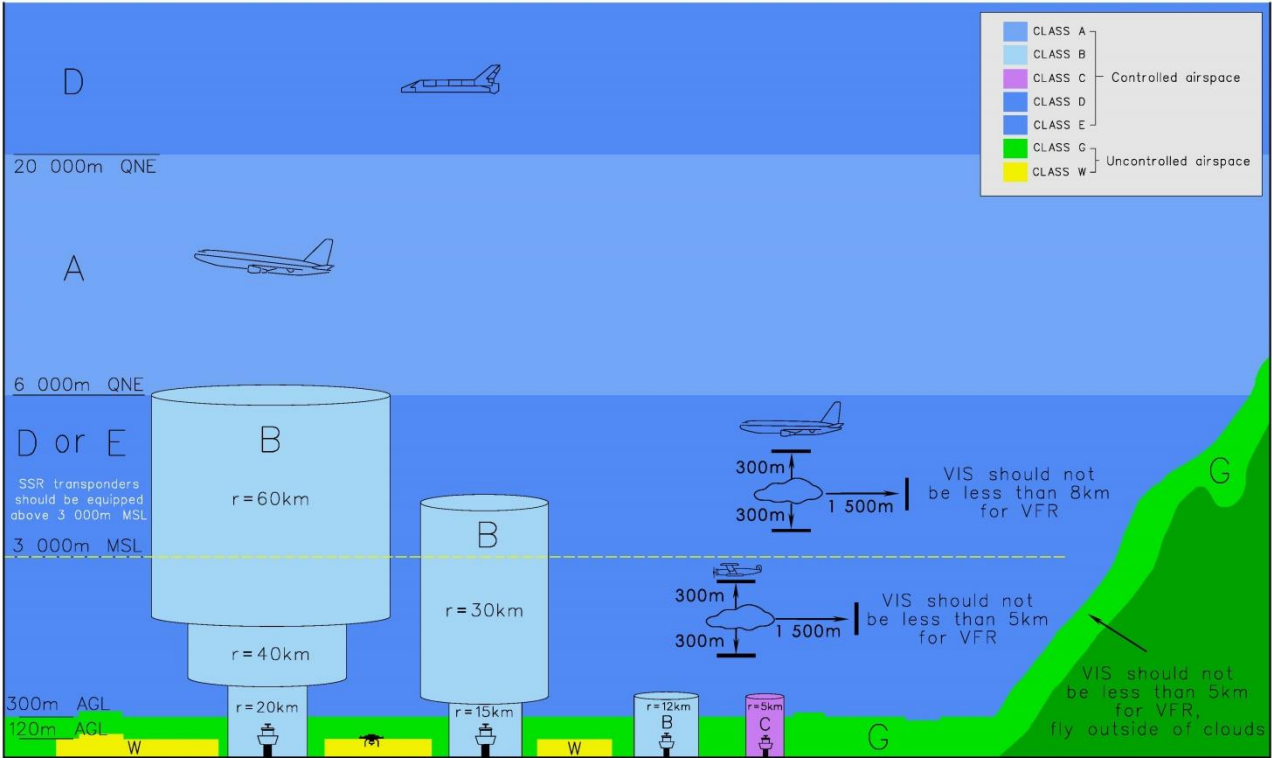 D
20 000m QNE
A
6 000m QNE
D or E
SSR transponders
should be equipped
above 3 000m MSL
3 000m MSL
300m AGL
120m AGL
W
B
r=60km
r=40km
r=20km
B
r=30km
r=15km
W
r=12km
B
r=5km
C
G
300m
300m
1 500m
VIS should not
be less than 8km
for VFR
300m
300m
1 500m
VIS should not
be less than 5km
for VFR
G
VIS should not
be less than 5km
for VFR,
fly outside of clouds
CLASS A
CLASS B
CLASS C
CLASS D
CLASS E
Controlled airspace
CLASS G
CLASS W
Uncontrolled airspace